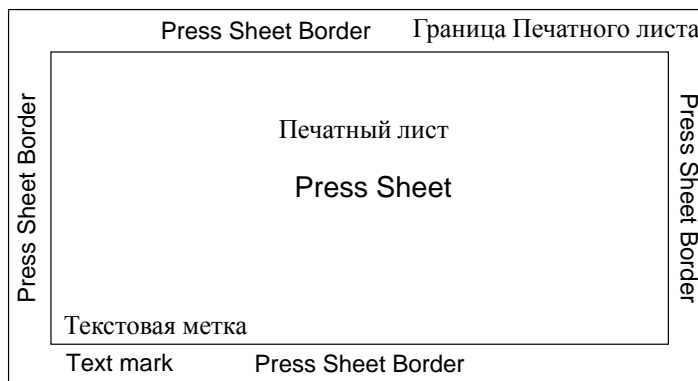 Press Sheet Border Граница Печатного листа
Press Sheet Border
Печатный лист
Press Sheet
Press Sheet Border
Текстовая метка
Text mark Press Sheet Border